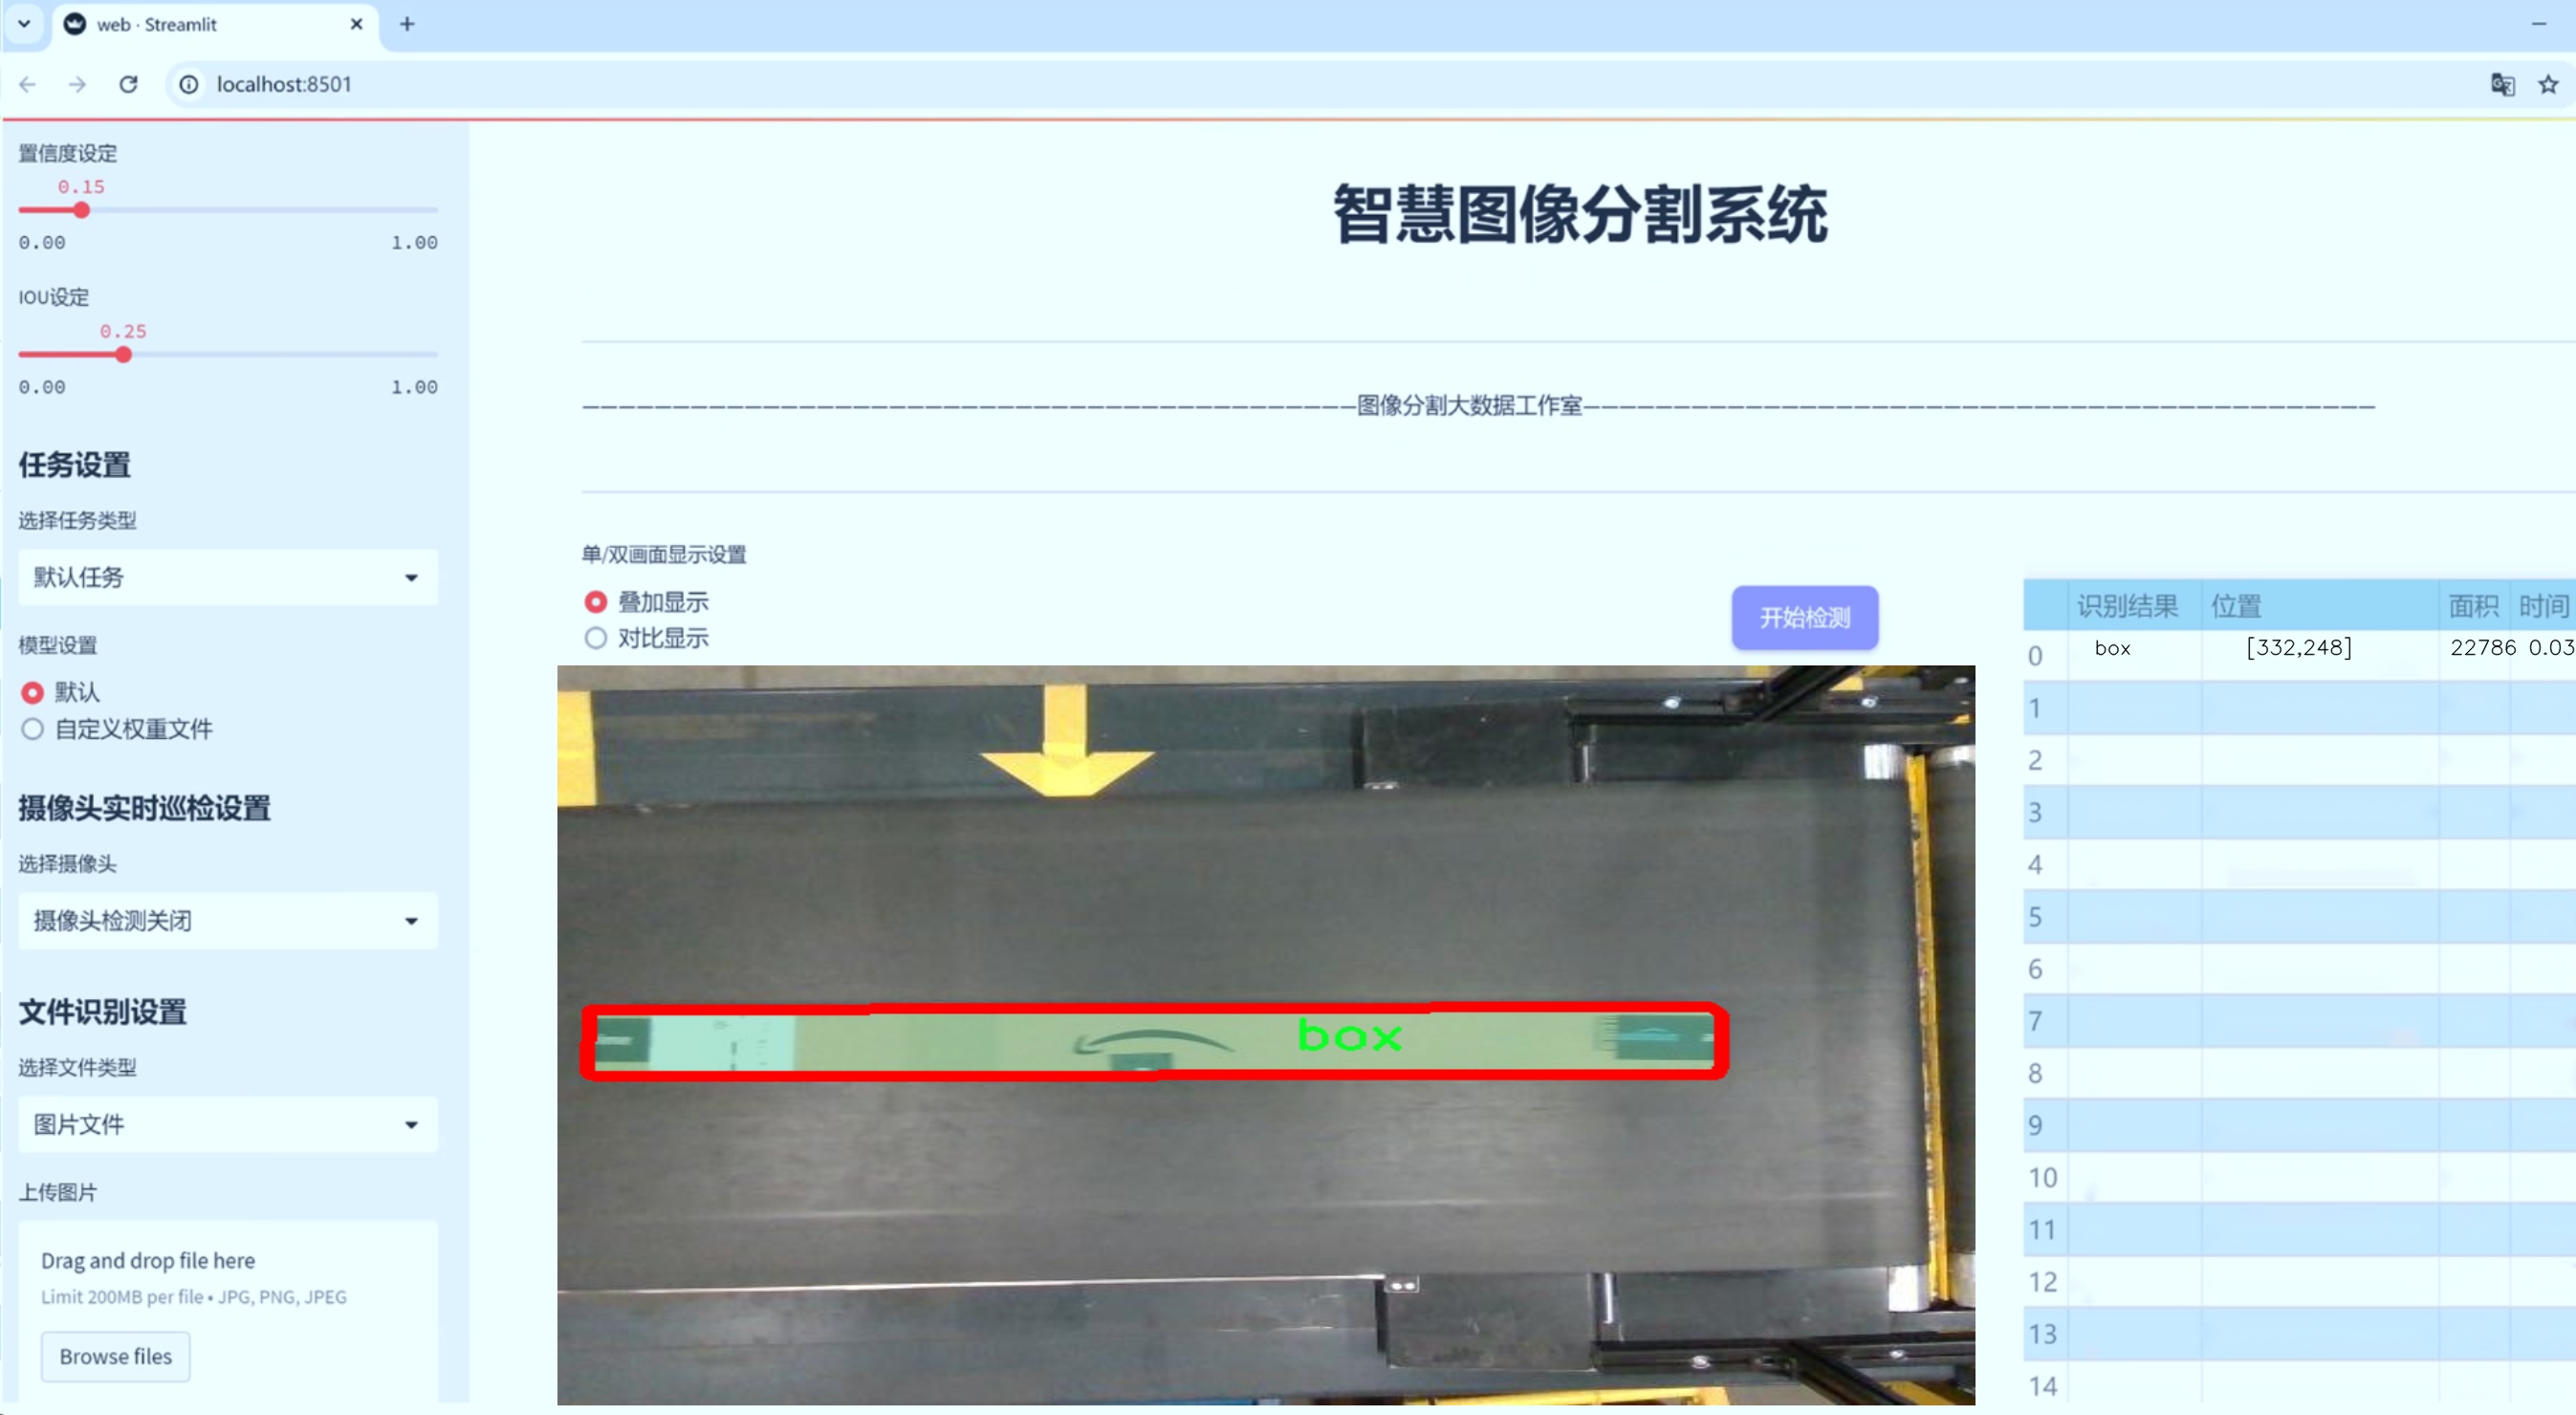 web · Streamlit
localhost:8501
置信度设定
0.15
0.00 1.00
IOU设定
0.25
0.00 1.00
任务设置
选择任务类型
默认任务
模型设置
默认
自定义权重文件
摄像头实时巡检设置
选择摄像头
摄像头检测关闭
文件识别设置
选择文件类型
图片文件
上传图片
Drag and drop file here
Limit 200MB per file • JPG, PNG, JPEG
Browse files
智慧图像分割系统
图像分割大数据工作室
单/双画面显示设置
叠加显示
对比显示
开始检测
box
识别结果 位置 面积 时间
0 box [332,248] 22786 0.03
1
2
3
4
5
6
7
8
9
10
11
12
13
14